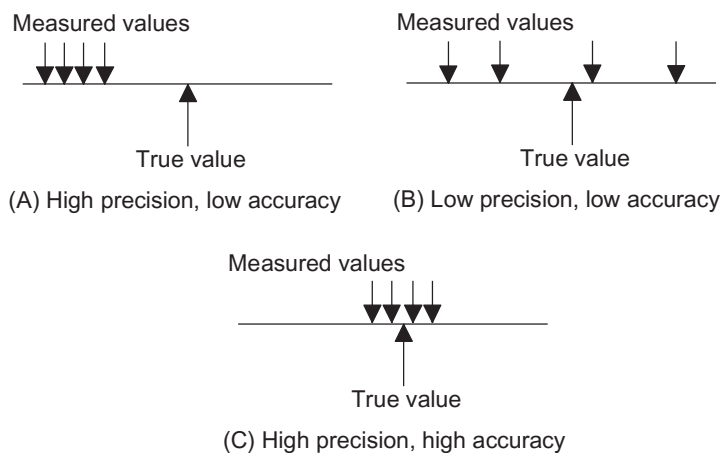 Measured values
True value
(A) High precision, low accuracy
Measured values
True value
(B) Low precision, low accuracy
Measured values
True value
(C) High precision, high accuracy